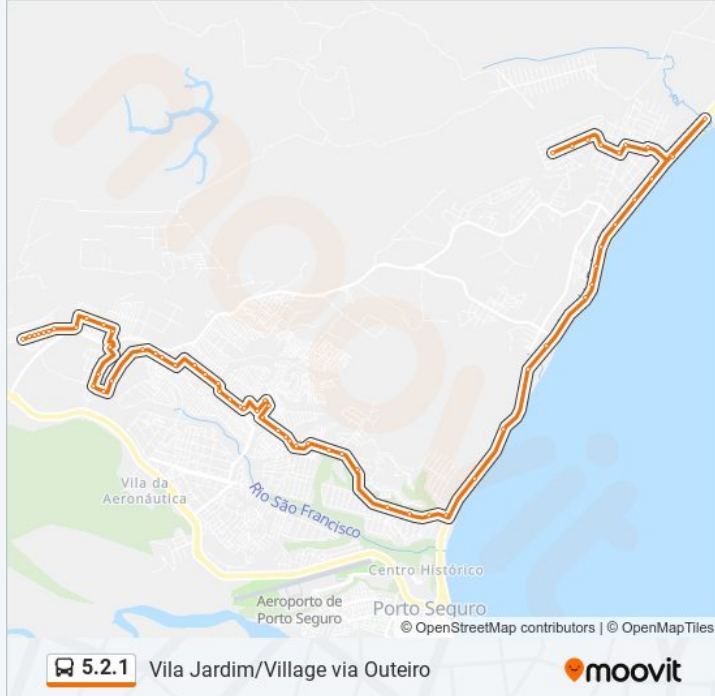 moovit
Vila da
Aeronáutica
Rio São Francisco
Centro Histórico
Aeroporto de
Porto Seguro
Porto Seguro
© OpenStreetMap contributors | © OpenMapTiles
5.2.1
Vila Jardim/Village via Outeiro
moovit